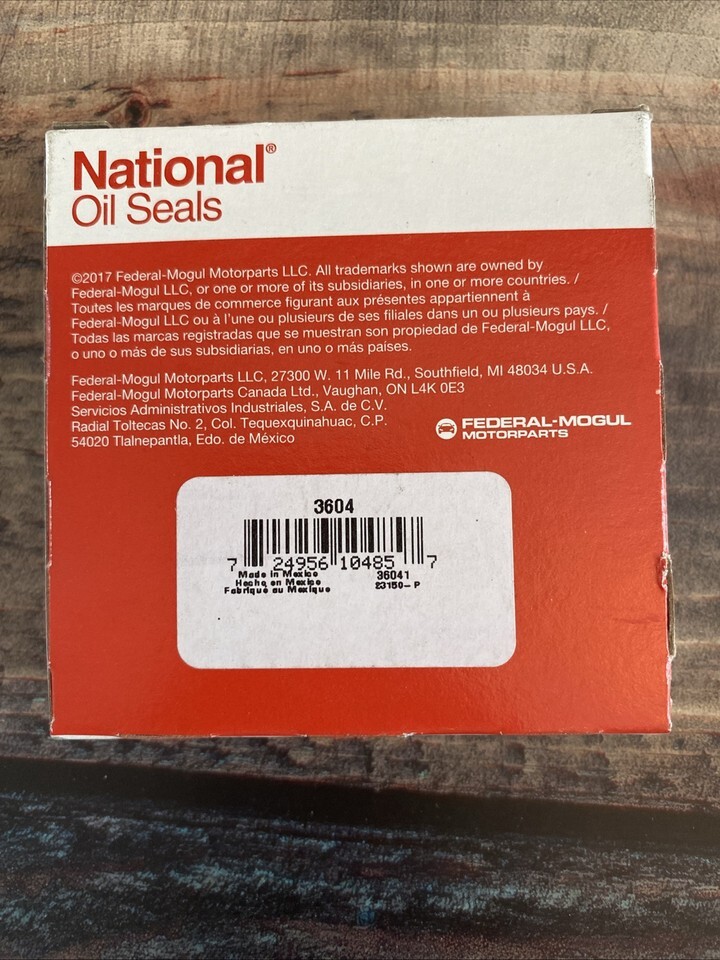 National®
Oil Seals
©2017 Federal-Mogul Motorparts LLC. All trademarks shown are owned by
Federal-Mogul LLC, or one or more of its subsidiaries, in one or more countries. /
Toutes les marques de commerce figurant aux présentes appartiennent à
Federal-Mogul LLC ou à l'une ou plusieurs de ses filiales dans un ou plusieurs pays. /
Todas las marcas registradas que se muestran son propiedad de Federal-Mogul LLC,
o uno o más de sus subsidiarias, en uno o más países.
Federal-Mogul Motorparts LLC, 27300 W. 11 Mile Rd., Southfield, MI 48034 U.S.A.
Federal-Mogul Motorparts Canada Ltd., Vaughan, ON L4K 0E3
Servicios Administrativos Industriales, S.A. de C.V.
Radial Toltecas No. 2, Col. Tequexquinahuac, C.P.
54020 Tlalnepantla, Edo. de México
FEDERAL-MOGUL
MOTORPARTS
3604
7 24956 10485 7
Made in Mexico
Hecho en Mexico
Fabriqué au Mexique
36041
23150-P